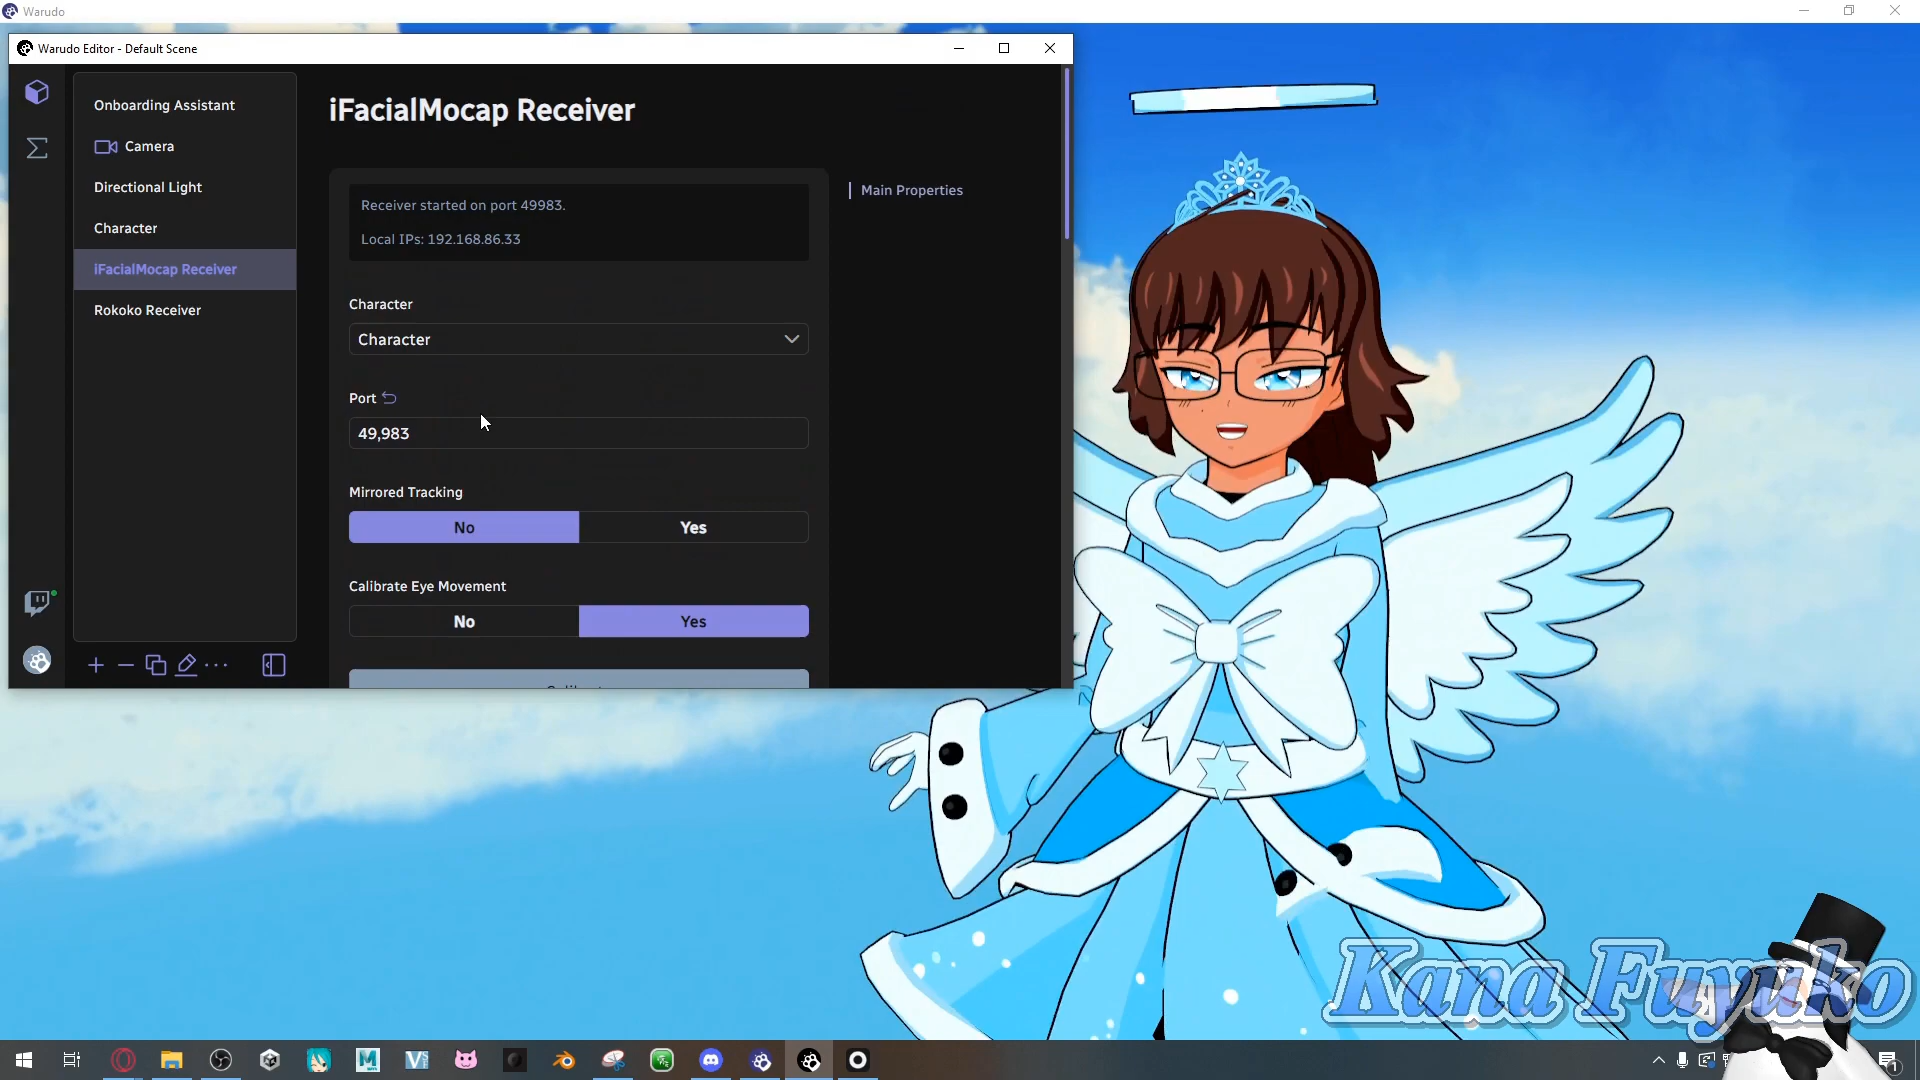 Warudo
Warudo Editor - Default Scene
Onboarding Assistant
Camera
Directional Light
Character
iFacialMocap Receiver
Rokoko Receiver
iFacialMocap Receiver
Receiver started on port 49983.
Local IPs: 192.168.86.33
Main Properties
Character
Character
Port
49,983
Mirrored Tracking
No Yes
Calibrate Eye Movement
No Yes
Kana Fuyuko
1